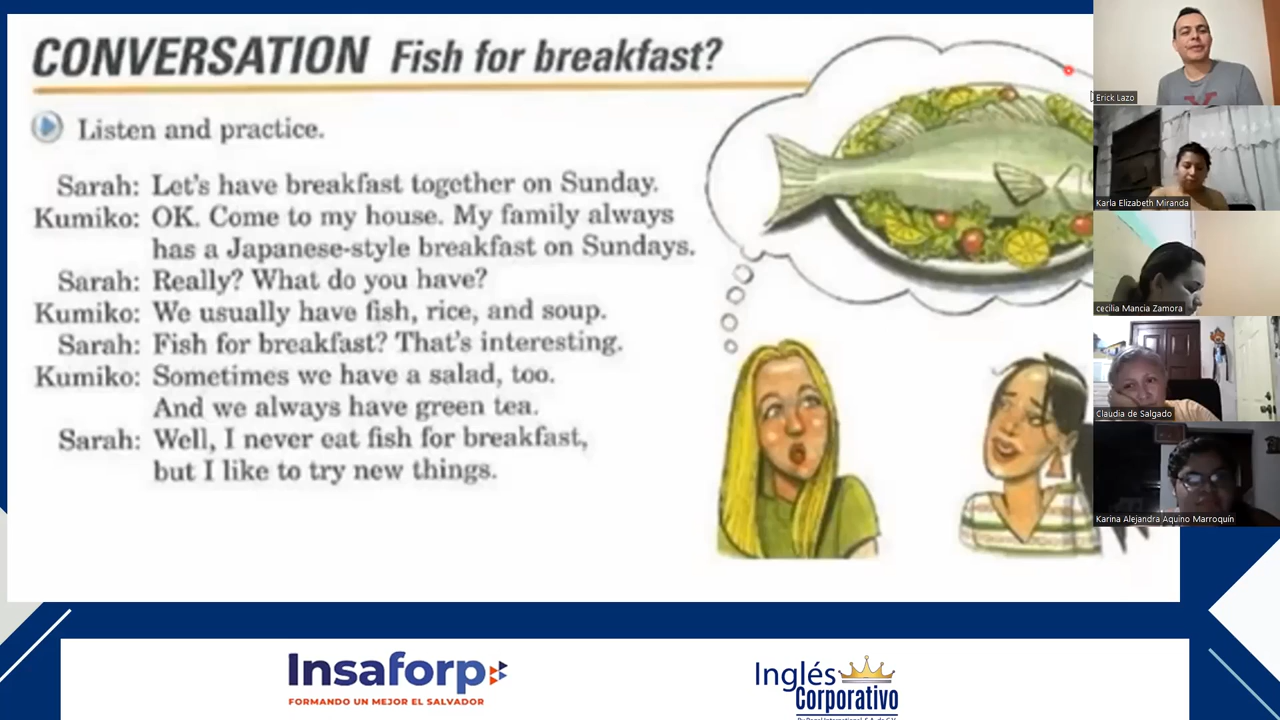 CONVERSATION Fish for breakfast?
Listen and practice.
Sarah: Let's have breakfast together on Sunday.
Kumiko: OK. Come to my house. My family always
has a Japanese-style breakfast on Sundays.
Sarah: Really? What do you have?
Kumiko: We usually have fish, rice, and soup.
Sarah: Fish for breakfast? That's interesting.
Kumiko: Sometimes we have a salad, too.
And we always have green tea.
Sarah: Well, I never eat fish for breakfast,
but I like to try new things.
Erick Lazo
Karla Elizabeth Miranda
cecilia Mancia Zamora
Claudia de Salgado
Karina Alejandra Aquino Marroquín
Insaforp
FORMANDO UN MEJOR EL SALVADOR
Inglés
Corporativo